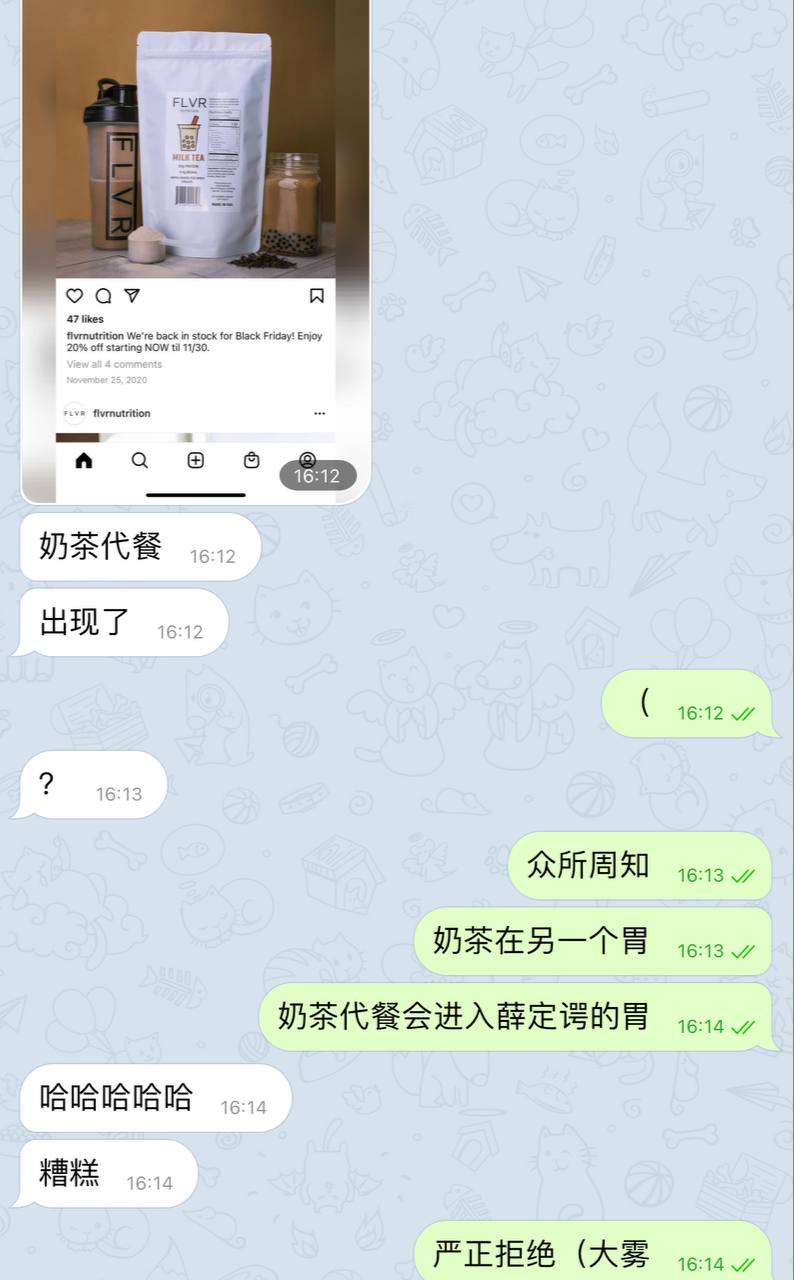 FLVR
FLVR
MILK TEA
47 likes
flvrnutrition We're back in stock for Black Friday! Enjoy
20% off starting NOW til 11/30.
View all 4 comments
November 25, 2020
FLVR
flvrnutrition
16:12
奶茶代餐 16:12
出现了 16:12
( 16:12
? 16:13
众所周知 16:13
奶茶在另一个胃 16:13
奶茶代餐会进入薛定谔的胃 16:14
哈哈哈哈哈 16:14
糟糕 16:14
严正拒绝（大雾 16:14